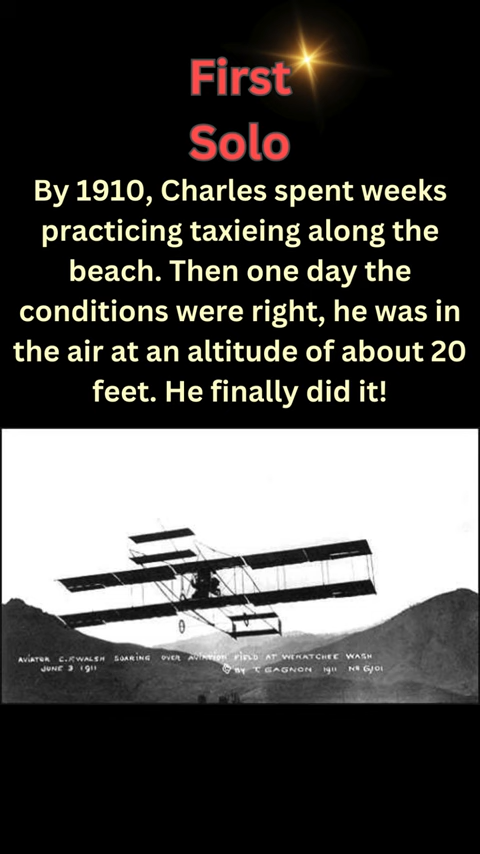 First
Solo
By 1910, Charles spent weeks
practicing taxieing along the
beach. Then one day the
conditions were right, he was in
the air at an altitude of about 20
feet. He finally did it!
AVIATOR C.F.WALSH SOARING OVER AVIATION FIELD AT WENATCHEE WASH.
JUNE 3 1911 © BY T. GAGNON 1911 No